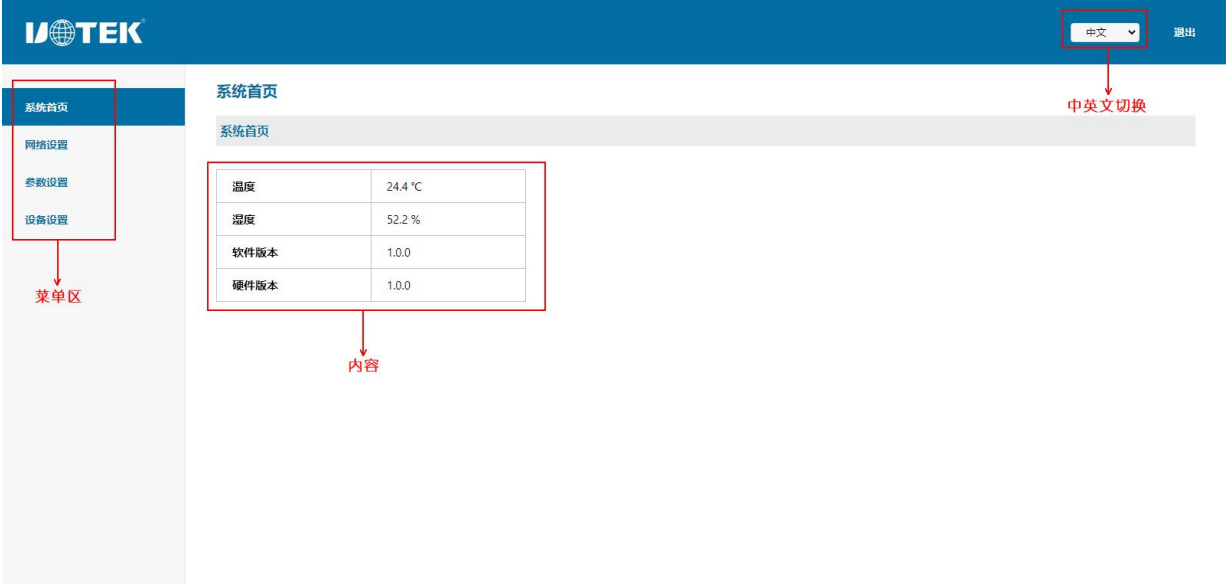 UOTEK®
中文
退出
中英文切换
系统首页
网络设置
参数设置
设备设置
菜单区
系统首页
系统首页
温度 24.4 ℃
湿度 52.2 %
软件版本 1.0.0
硬件版本 1.0.0
内容